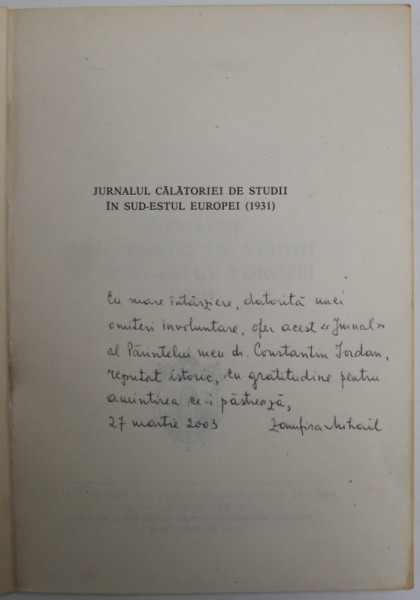 JURNALUL CĂLĂTORIEI DE STUDII
ÎN SUD-ESTUL EUROPEI (1931)
Cu mare întârziere, datorită unei
omiteri involuntare, ofer acest «Jurnal»
al Părintelui meu dr. Constantin Iordan,
reputat istoric, cu gratitudine pentru
amintirea ce-i păstrează,
27 martie 2003 Zamfira Mihail